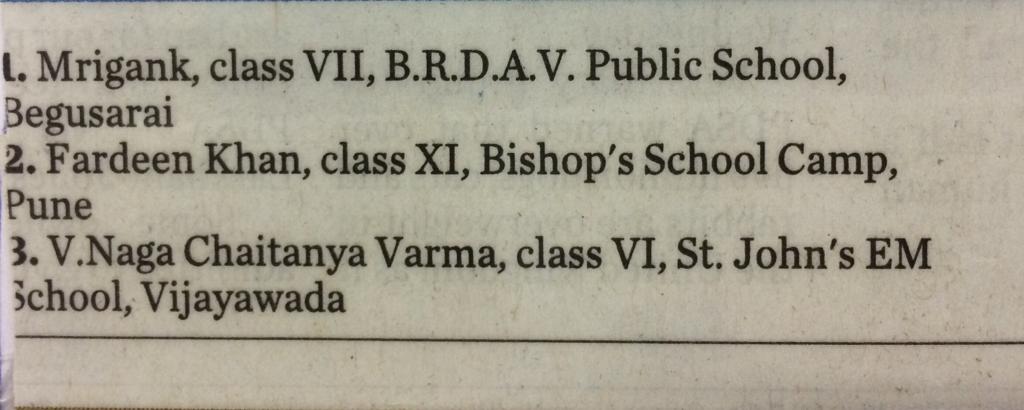 1. Mrigank, class VII, B.R.D.A.V. Public School,
Begusarai
2. Fardeen Khan, class XI, Bishop's School Camp,
Pune
3. V.Naga Chaitanya Varma, class VI, St. John's EM
School, Vijayawada